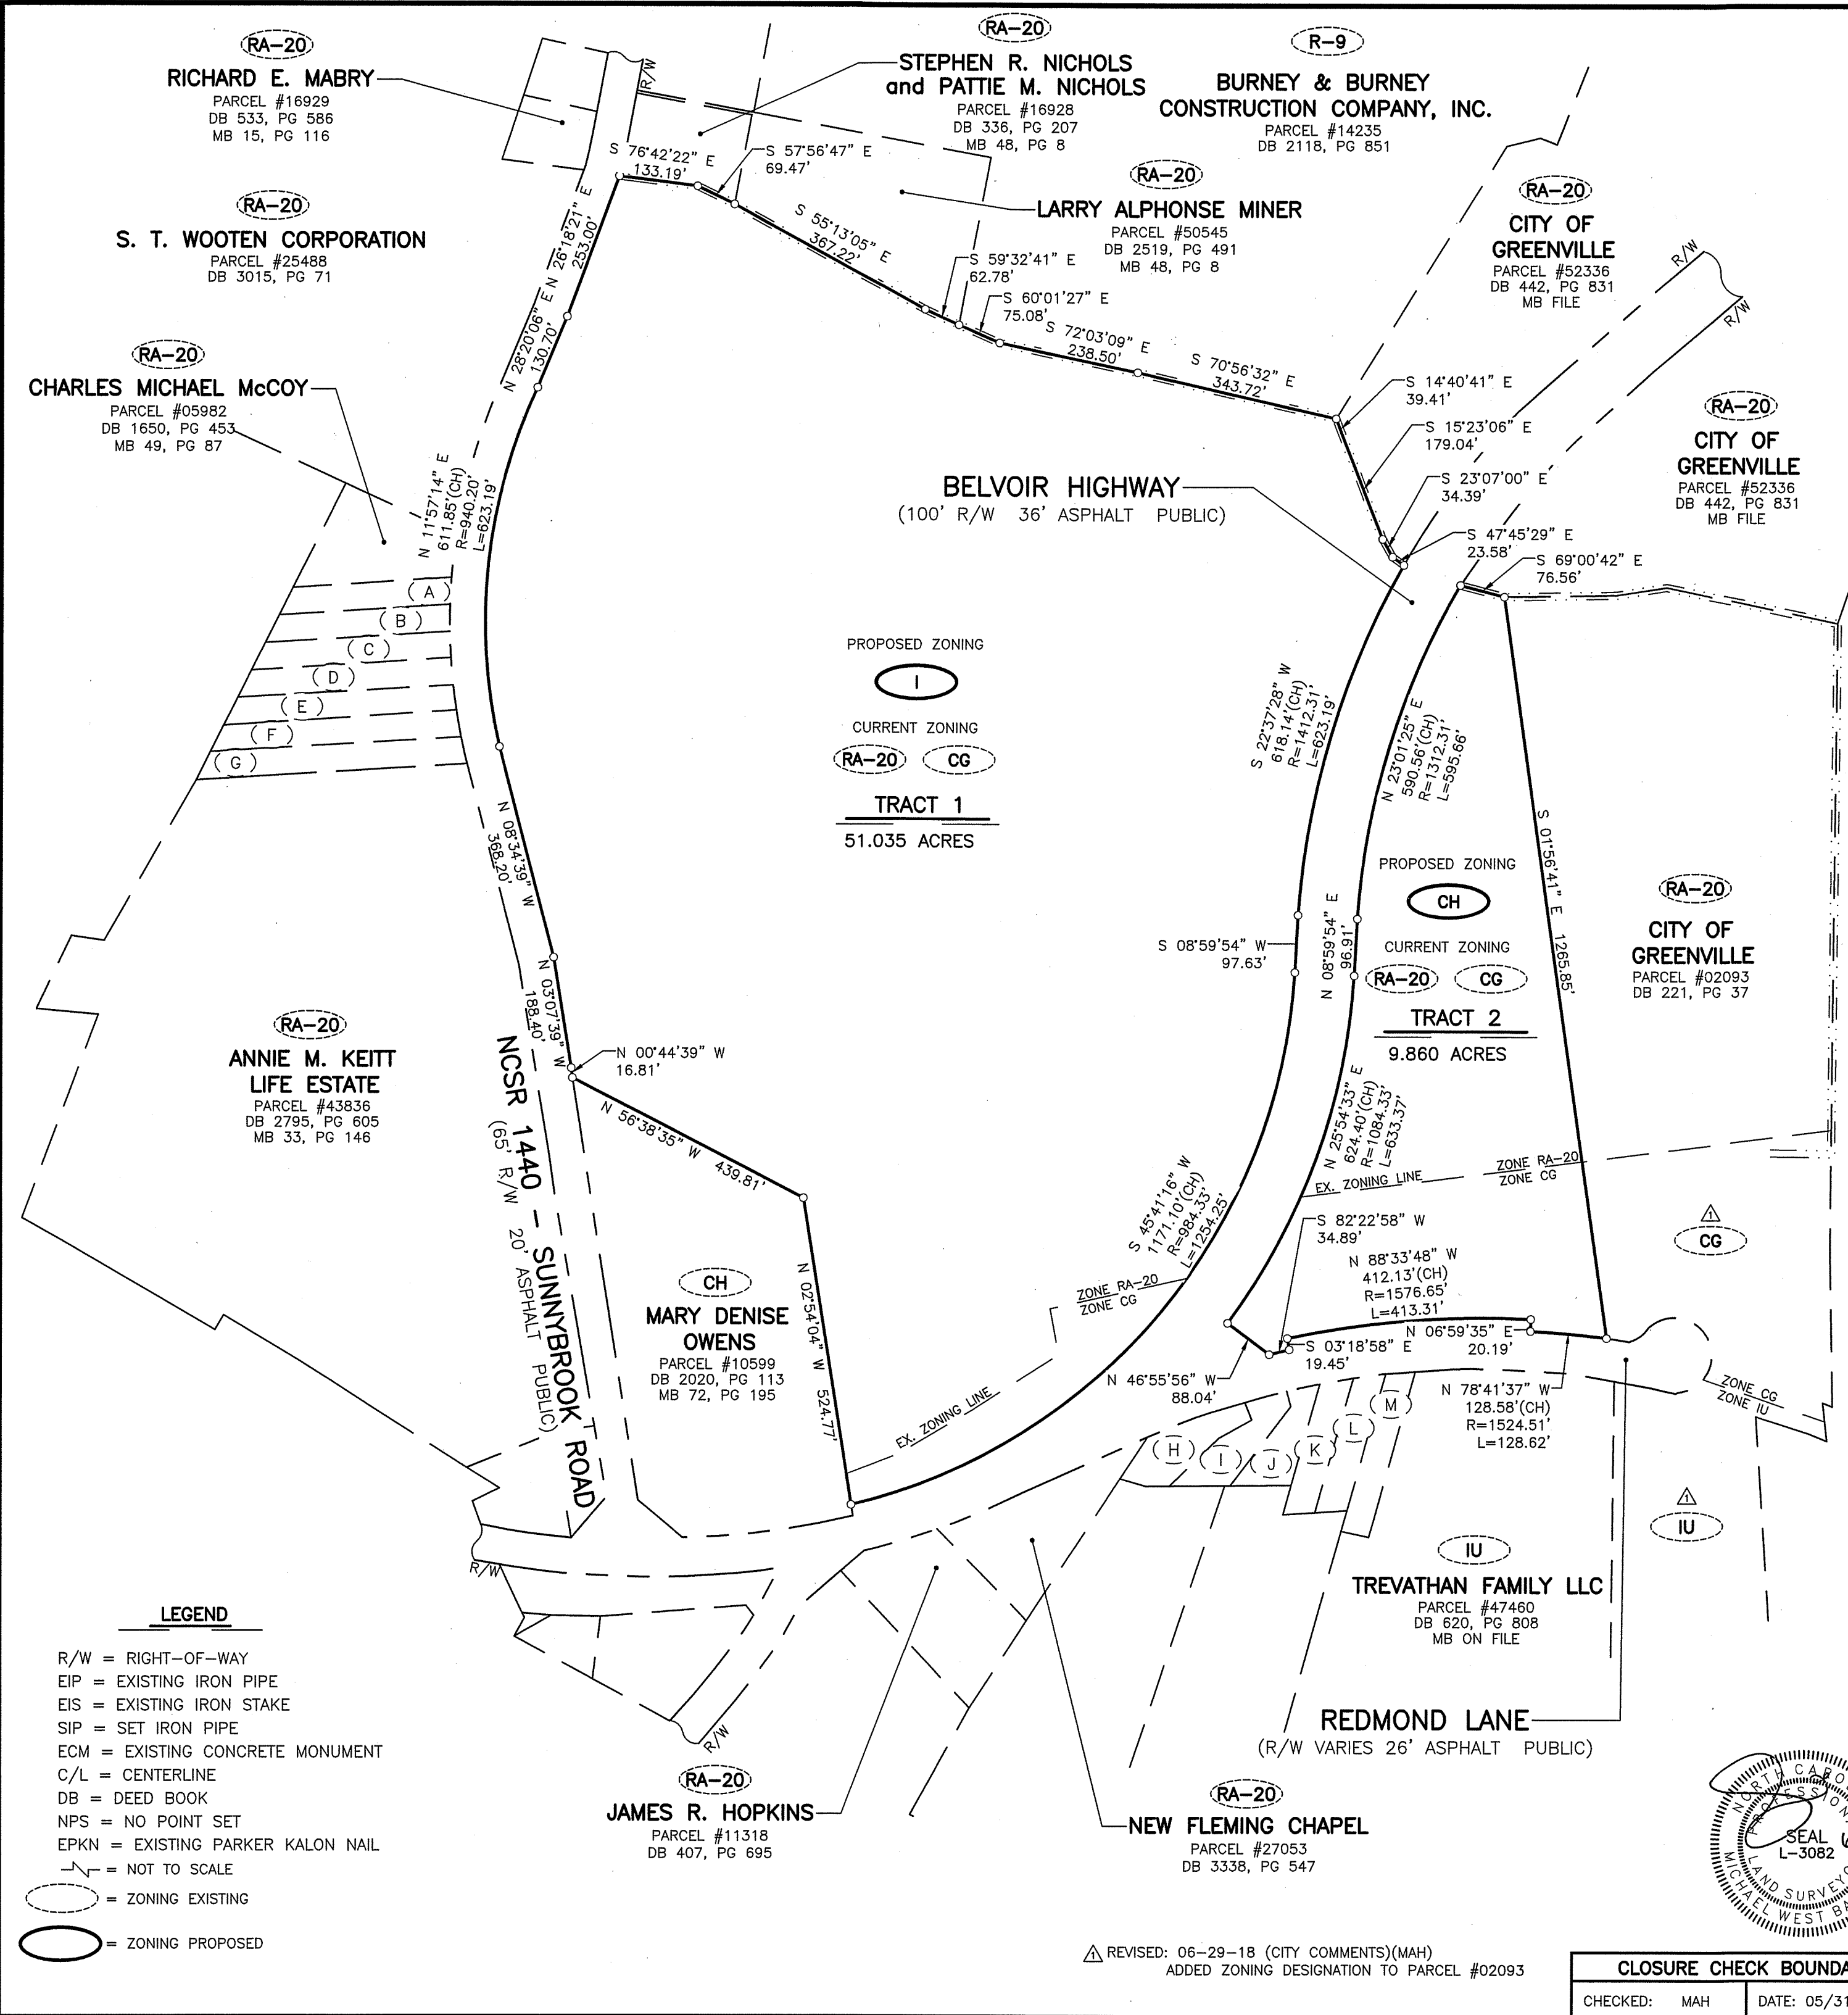 RA-20
RICHARD E. MABRY
PARCEL #16929
DB 533, PG 586
MB 15, PG 116
RA-20
STEPHEN R. NICHOLS
and PATTIE M. NICHOLS
PARCEL #16928
DB 336, PG 207
MB 48, PG 8
R-9
BURNEY & BURNEY
CONSTRUCTION COMPANY, INC.
PARCEL #14235
DB 2118, PG 851
RA-20
LARRY ALPHONSE MINER
PARCEL #50545
DB 2519, PG 491
MB 48, PG 8
RA-20
CITY OF
GREENVILLE
PARCEL #52336
DB 442, PG 831
MB FILE
RA-20
S. T. WOOTEN CORPORATION
PARCEL #25488
DB 3015, PG 71
RA-20
CHARLES MICHAEL McCOY
PARCEL #05982
DB 1650, PG 453
MB 49, PG 87
RA-20
CITY OF
GREENVILLE
PARCEL #52336
DB 442, PG 831
MB FILE
R/W
R/W
R/W
S 76°42'22" E
133.19'
S 57°56'47" E
69.47'
S 55°13'05" E
367.22'
S 59°32'41" E
62.78'
S 60°01'27" E
75.08'
S 72°03'09" E
238.50'
S 70°56'32" E
343.72'
S 14°40'41" E
39.41'
S 15°23'06" E
179.04'
S 23°07'00" E
34.39'
S 47°45'29" E
23.58'
S 69°00'42" E
76.56'
N 26°18'21" E
253.00'
N 28°20'06" E
130.70'
N 11°57'14" E
611.85'(CH)
R=940.20'
L=623.19'
BELVOIR HIGHWAY
(100' R/W 36' ASPHALT PUBLIC)
(A)
(B)
(C)
(D)
(E)
(F)
(G)
PROPOSED ZONING
I
CURRENT ZONING
RA-20 CG
TRACT 1
51.035 ACRES
S 22°37'28" W
618.14'(CH)
R=1412.31'
L=623.19'
N 23°01'25" E
590.56'(CH)
R=1312.31'
L=595.66'
S 01°56'41" E 1265.85'
PROPOSED ZONING
CH
CURRENT ZONING
RA-20 CG
TRACT 2
9.860 ACRES
RA-20
CITY OF
GREENVILLE
PARCEL #02093
DB 221, PG 37
S 08°59'54" W
97.63'
N 08°59'54" E
96.91'
N 08°34'39" W
368.20'
N 03°07'39" W
188.40'
N 00°44'39" W
16.81'
N 56°38'35" W 439.81'
N 02°54'04" W 524.77'
RA-20
ANNIE M. KEITT
LIFE ESTATE
PARCEL #43836
DB 2795, PG 605
MB 33, PG 146
NCSR 1440 - SUNNYBROOK ROAD
(65' R/W 20' ASPHALT PUBLIC)
CH
MARY DENISE
OWENS
PARCEL #10599
DB 2020, PG 113
MB 72, PG 195
N 25°54'33" E
624.40'(CH)
R=1084.33'
L=633.37'
S 45°41'16" W
1171.10'(CH)
R=984.33'
L=1254.25'
EX. ZONING LINE
ZONE RA-20
ZONE CG
ZONE RA-20
ZONE CG
EX. ZONING LINE
S 82°22'58" W
34.89'
N 88°33'48" W
412.13'(CH)
R=1576.65'
L=413.31'
N 06°59'35" E
20.19'
S 03°18'58" E
19.45'
N 46°55'56" W
88.04'
N 78°41'37" W
128.58'(CH)
R=1524.51'
L=128.62'
1
CG
ZONE CG
ZONE IU
1
IU
(H)
(I)
(J)
(K)
(L)
(M)
R/W
R/W
IU
TREVATHAN FAMILY LLC
PARCEL #47460
DB 620, PG 808
MB ON FILE
REDMOND LANE
(R/W VARIES 26' ASPHALT PUBLIC)
RA-20
JAMES R. HOPKINS
PARCEL #11318
DB 407, PG 695
RA-20
NEW FLEMING CHAPEL
PARCEL #27053
DB 3338, PG 547
LEGEND
R/W = RIGHT-OF-WAY
EIP = EXISTING IRON PIPE
EIS = EXISTING IRON STAKE
SIP = SET IRON PIPE
ECM = EXISTING CONCRETE MONUMENT
C/L = CENTERLINE
DB = DEED BOOK
NPS = NO POINT SET
EPKN = EXISTING PARKER KALON NAIL
= NOT TO SCALE
= ZONING EXISTING
= ZONING PROPOSED
NORTH CARO
PROFESSION
SEAL
L-3082
LAND SURVEYO
MICHAEL WEST BA
1 REVISED: 06-29-18 (CITY COMMENTS)(MAH)
ADDED ZONING DESIGNATION TO PARCEL #02093
CLOSURE CHECK BOUNDA
CHECKED: MAH
DATE: 05/31